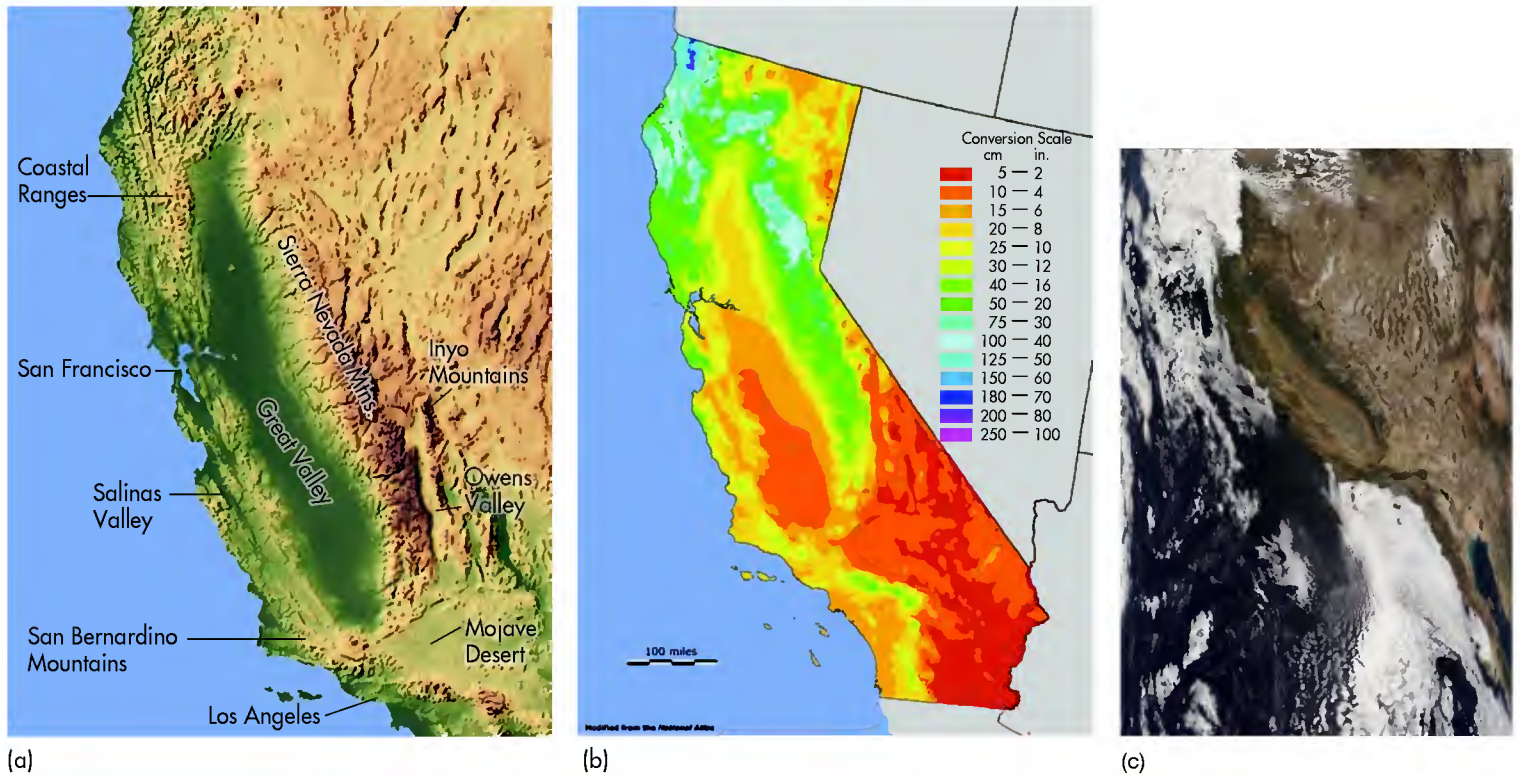 Coastal
Ranges
San Francisco
Salinas
Valley
San Bernardino
Mountains
Los Angeles
Sierra Nevada Mtns.
Great Valley
Inyo
Mountains
Owens
Valley
Mojave
Desert
(a)
Conversion Scale
cm in.
5 — 2
10 — 4
15 — 6
20 — 8
25 — 10
30 — 12
40 — 16
50 — 20
75 — 30
100 — 40
125 — 50
150 — 60
180 — 70
200 — 80
250 — 100
100 miles
Modified from the National Atlas
(b)
(c)